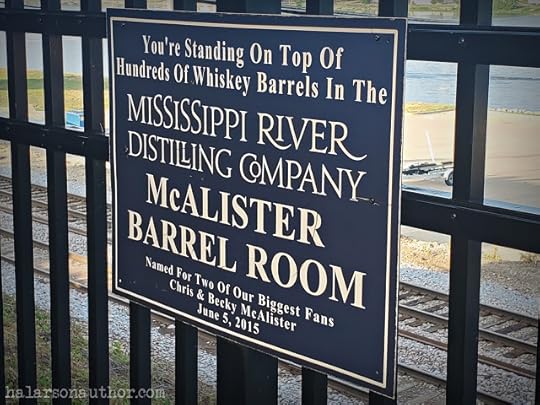 You're Standing On Top Of
Hundreds Of Whiskey Barrels In The
MISSISSIPPI RIVER
DISTILLING COMPANY
McALISTER
BARREL ROOM
Named For Two Of Our Biggest Fans
Chris & Becky McAlister
June 5, 2015
halarsonauthor.com